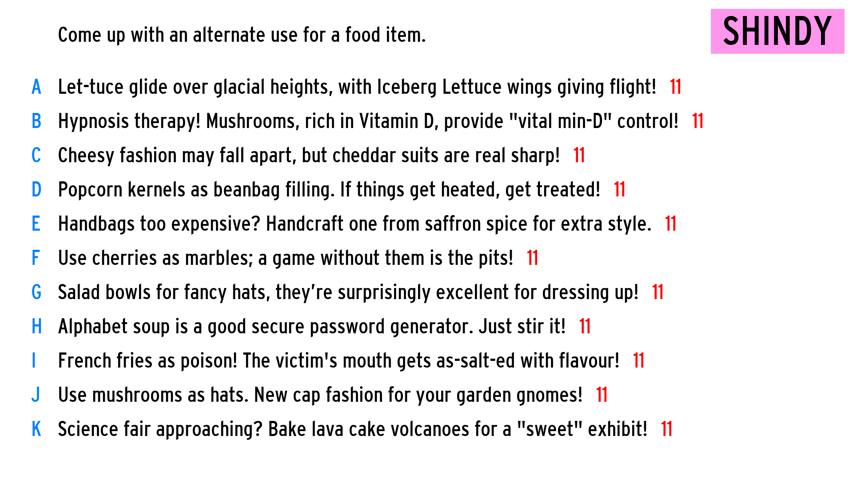 Come up with an alternate use for a food item.
SHINDY
A Let-tuce glide over glacial heights, with Iceberg Lettuce wings giving flight! 11
B Hypnosis therapy! Mushrooms, rich in Vitamin D, provide "vital min-D" control! 11
C Cheesy fashion may fall apart, but cheddar suits are real sharp! 11
D Popcorn kernels as beanbag filling. If things get heated, get treated! 11
E Handbags too expensive? Handcraft one from saffron spice for extra style. 11
F Use cherries as marbles; a game without them is the pits! 11
G Salad bowls for fancy hats, they're surprisingly excellent for dressing up! 11
H Alphabet soup is a good secure password generator. Just stir it! 11
I French fries as poison! The victim's mouth gets as-salt-ed with flavour! 11
J Use mushrooms as hats. New cap fashion for your garden gnomes! 11
K Science fair approaching? Bake lava cake volcanoes for a "sweet" exhibit! 11